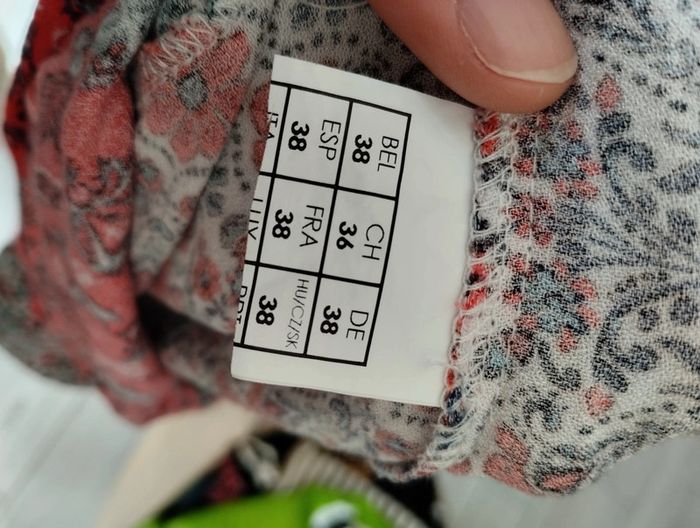 BEL CH DE
38 36 38
ESP FRA HU/CZ/SK
38 38 38